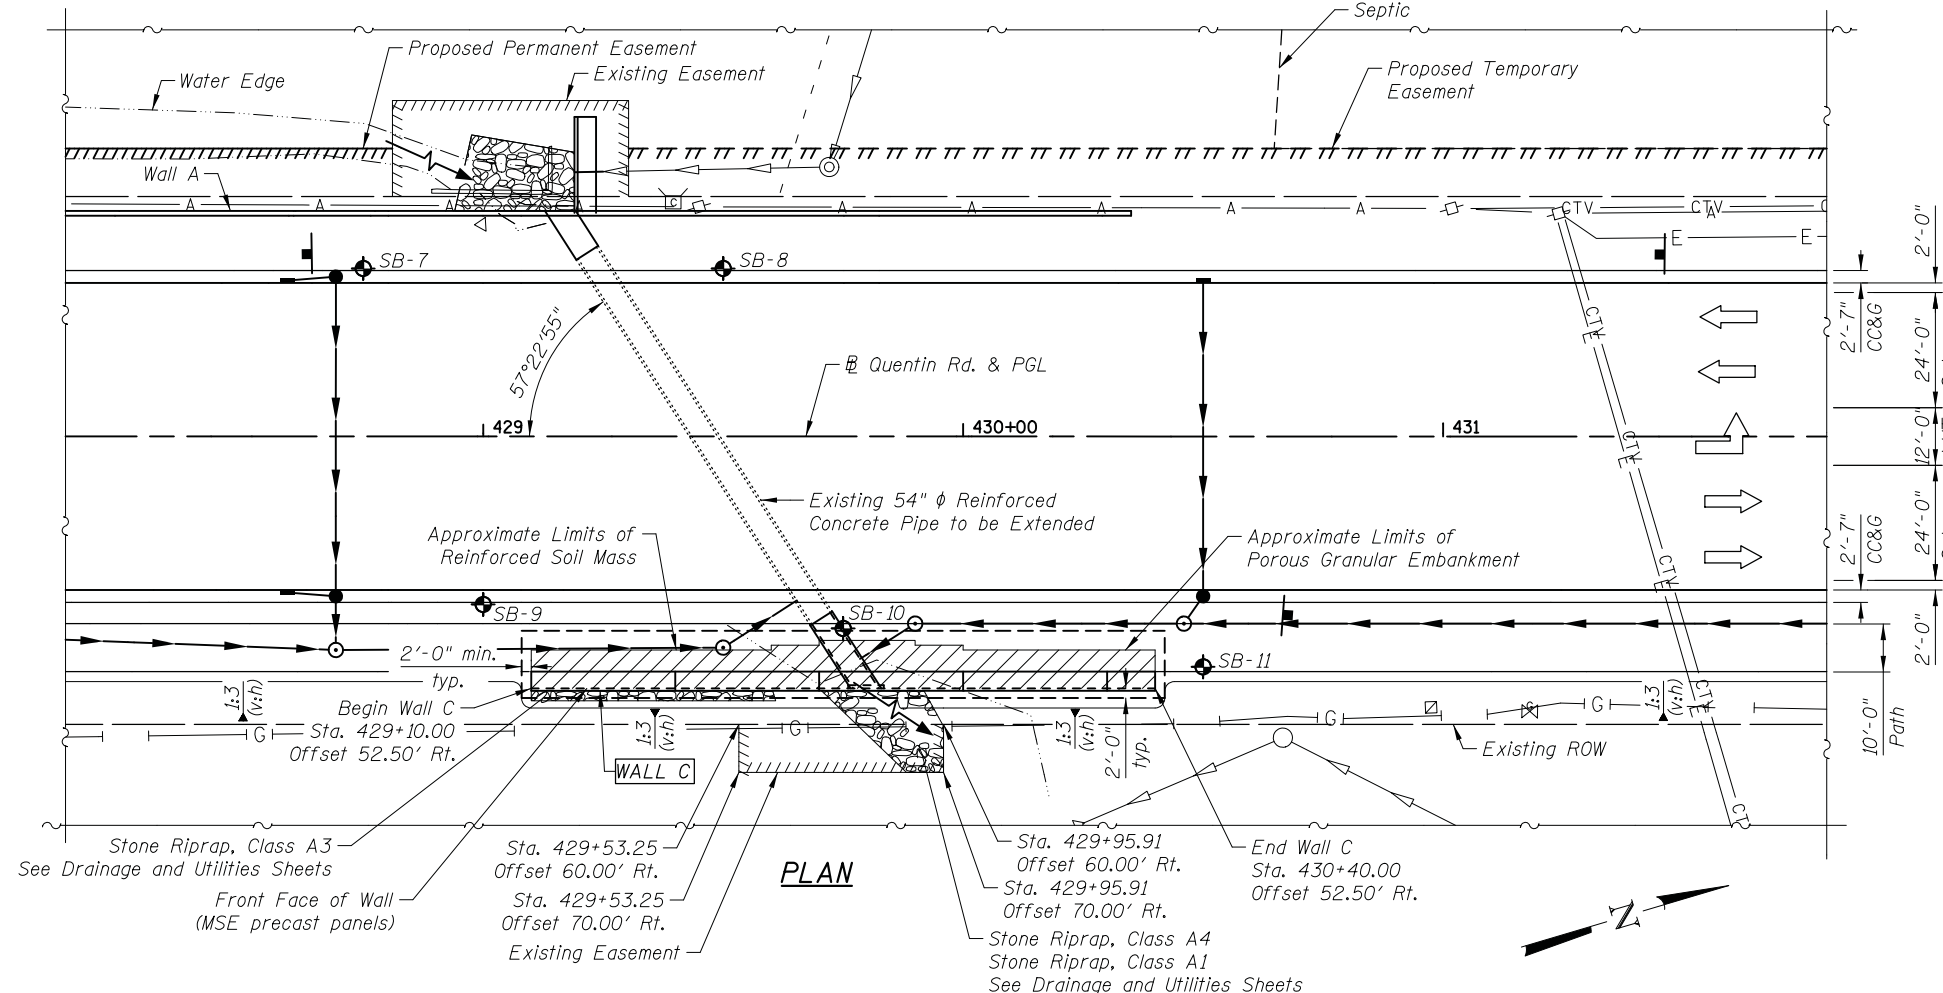 Septic
Proposed Permanent Easement
Existing Easement
Water Edge
Proposed Temporary
Easement
Wall A
A
A
A
A
C
A
A
A
A
A
CTV
CTV
A
C
E
E
2'-0"
SB-7
SB-8
57°22'55"
CTV
E
2'-7"
CC&G
24'-0"
℄ Quentin Rd. & PGL
429
430+00
431
CTV
E
12'-0"
Existing 54" ϕ Reinforced
Concrete Pipe to be Extended
Approximate Limits of
Reinforced Soil Mass
Approximate Limits of
Porous Granular Embankment
CTV
E
2'-7"
CC&G
24'-0"
SB-9
SB-10
SB-11
2'-0"
2'-0" min.
typ.
1:3
(v:h)
Begin Wall C
Sta. 429+10.00
Offset 52.50' Rt.
G
G
G
G
1:3
(v:h)
1:3
(v:h)
1:3
(v:h)
CTV
E
2'-0"
typ.
WALL C
Existing ROW
10'-0"
Path
CT
Stone Riprap, Class A3
See Drainage and Utilities Sheets
Front Face of Wall
(MSE precast panels)
Sta. 429+53.25
Offset 60.00' Rt.
Sta. 429+53.25
Offset 70.00' Rt.
Existing Easement
PLAN
Sta. 429+95.91
Offset 60.00' Rt.
Sta. 429+95.91
Offset 70.00' Rt.
Stone Riprap, Class A4
Stone Riprap, Class A1
See Drainage and Utilities Sheets
End Wall C
Sta. 430+40.00
Offset 52.50' Rt.
N